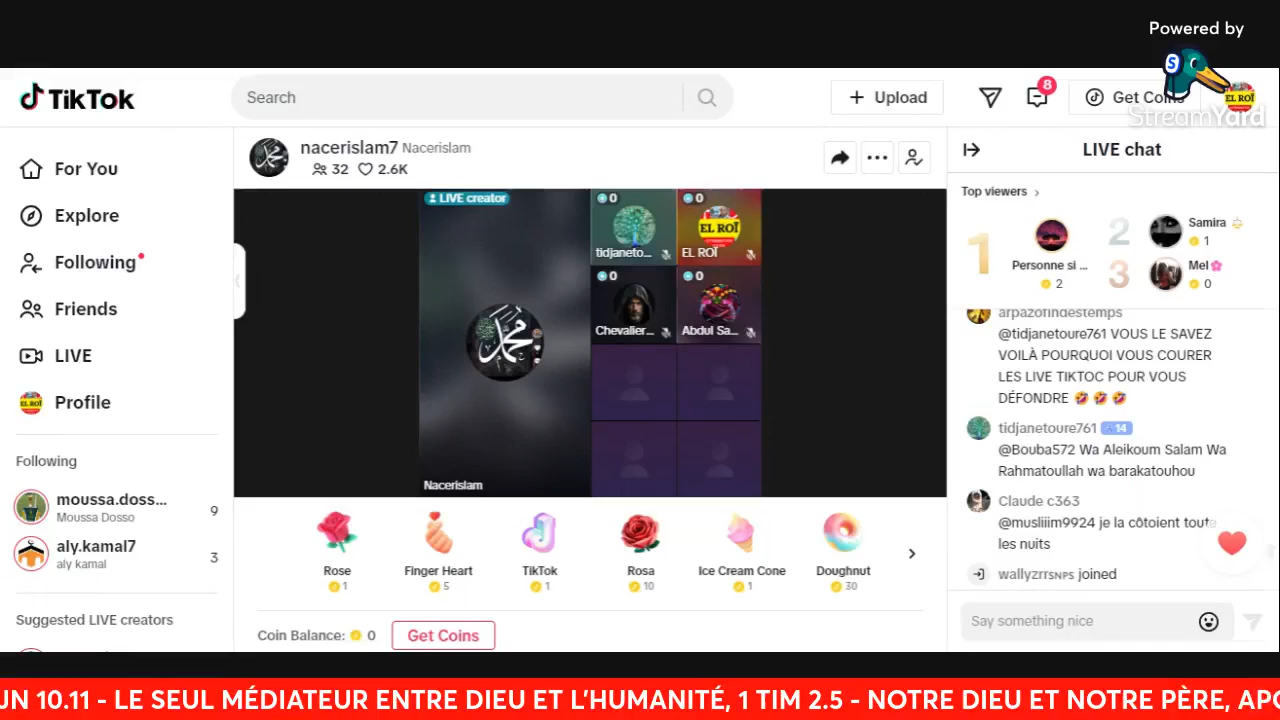 Powered by
StreamYard
TikTok
Search
Upload
8
Get Coins
EL ROÏ
For You
Explore
Following
Friends
LIVE
Profile
Following
moussa.doss...
Moussa Dosso
9
aly.kamal7
aly kamal
3
Suggested LIVE creators
nacerislam7 Nacerislam
32 2.6K
LIVE creator
Nacerislam
0
tidjaneto...
0
EL ROÏ
EL ROÏ
0
Chevalier...
0
Abdul Sa...
Rose
1
Finger Heart
5
TikTok
1
Rosa
10
Ice Cream Cone
1
Doughnut
30
Coin Balance: 0 Get Coins
LIVE chat
Top viewers
1
Personne si ...
2
2
Samira
1
3
Mel🌸
0
arpazofindestemps
@tidjanetoure761 VOUS LE SAVEZ
VOILÀ POURQUOI VOUS COURER
LES LIVE TIKTOC POUR VOUS
DÉFONDRE 🤣🤣🤣
tidjanetoure761 14
@Bouba572 Wa Aleikoum Salam Wa
Rahmatoullah wa barakatouhou
Claude c363
@musliiim9924 je la côtoient toute
les nuits
wallyzrrsɴᴘs joined
Say something nice
UN 10.11 - LE SEUL MÉDIATEUR ENTRE DIEU ET L'HUMANITÉ, 1 TIM 2.5 - NOTRE DIEU ET NOTRE PÈRE, APO